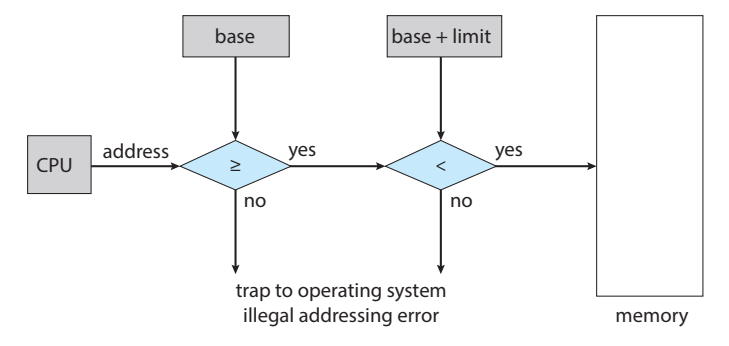 base
base + limit
CPU
address
≥
yes
<
yes
no
no
trap to operating system
illegal addressing error
memory